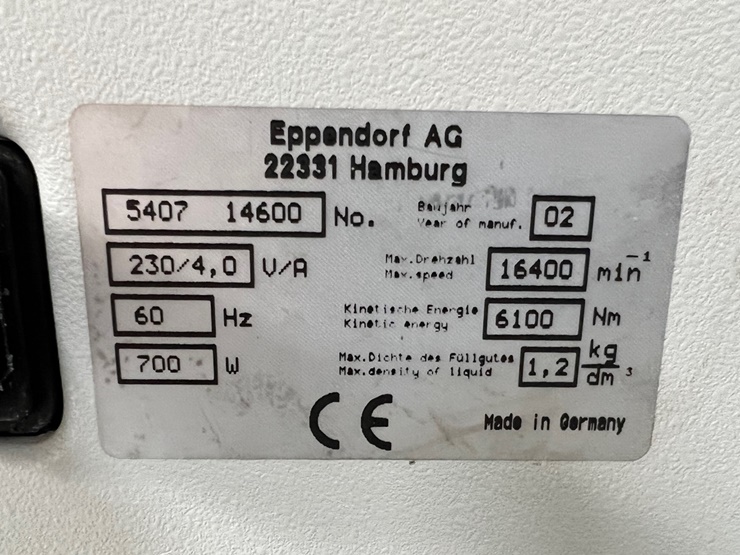 Eppendorf AG
22331 Hamburg
5407 14600 No. Baujahr
Year of manuf. 02
230/4,0 V/A Max.Drehzahl
Max.speed 16400 min⁻¹
60 Hz Kinetische Energie
Kinetic energy 6100 Nm
700 W Max.Dichte des Füllgutes
Max.density of liquid 1,2 kg/dm³
CE Made in Germany